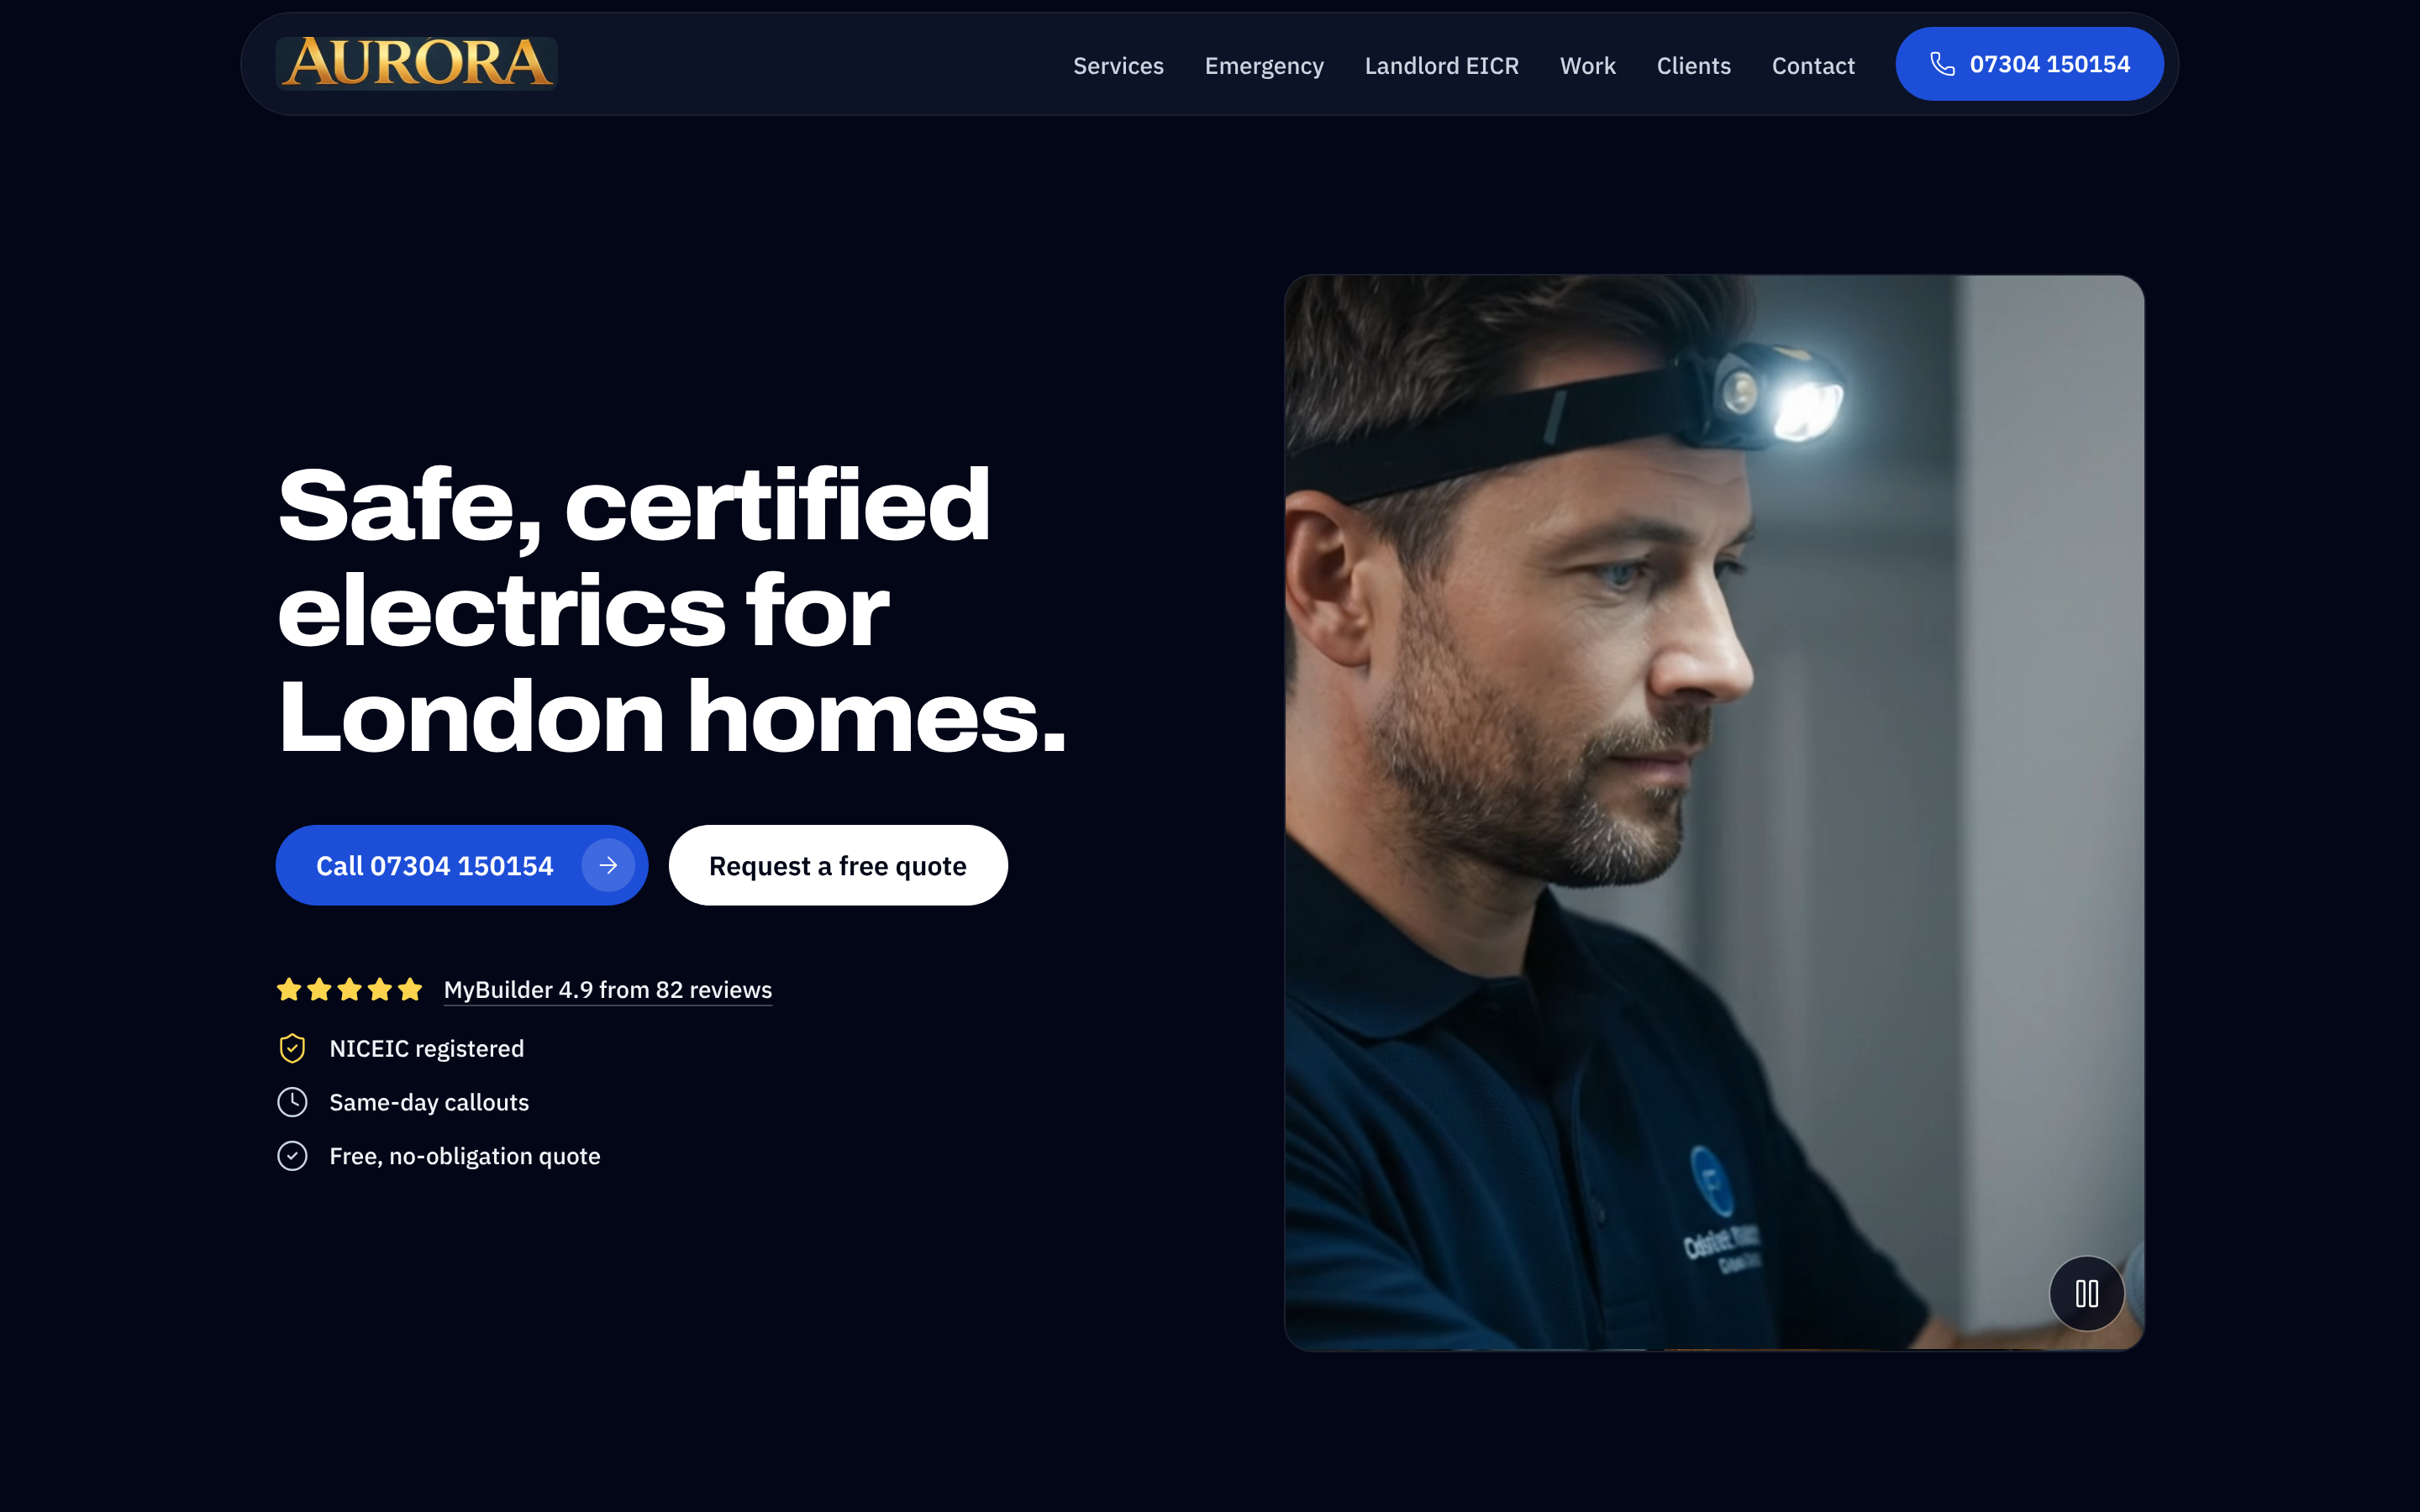 AURORA
Services
Emergency
Landlord EICR
Work
Clients
Contact
07304 150154
Safe, certified
electrics for
London homes.
Call 07304 150154
Request a free quote
MyBuilder 4.9 from 82 reviews
NICEIC registered
Same-day callouts
Free, no-obligation quote